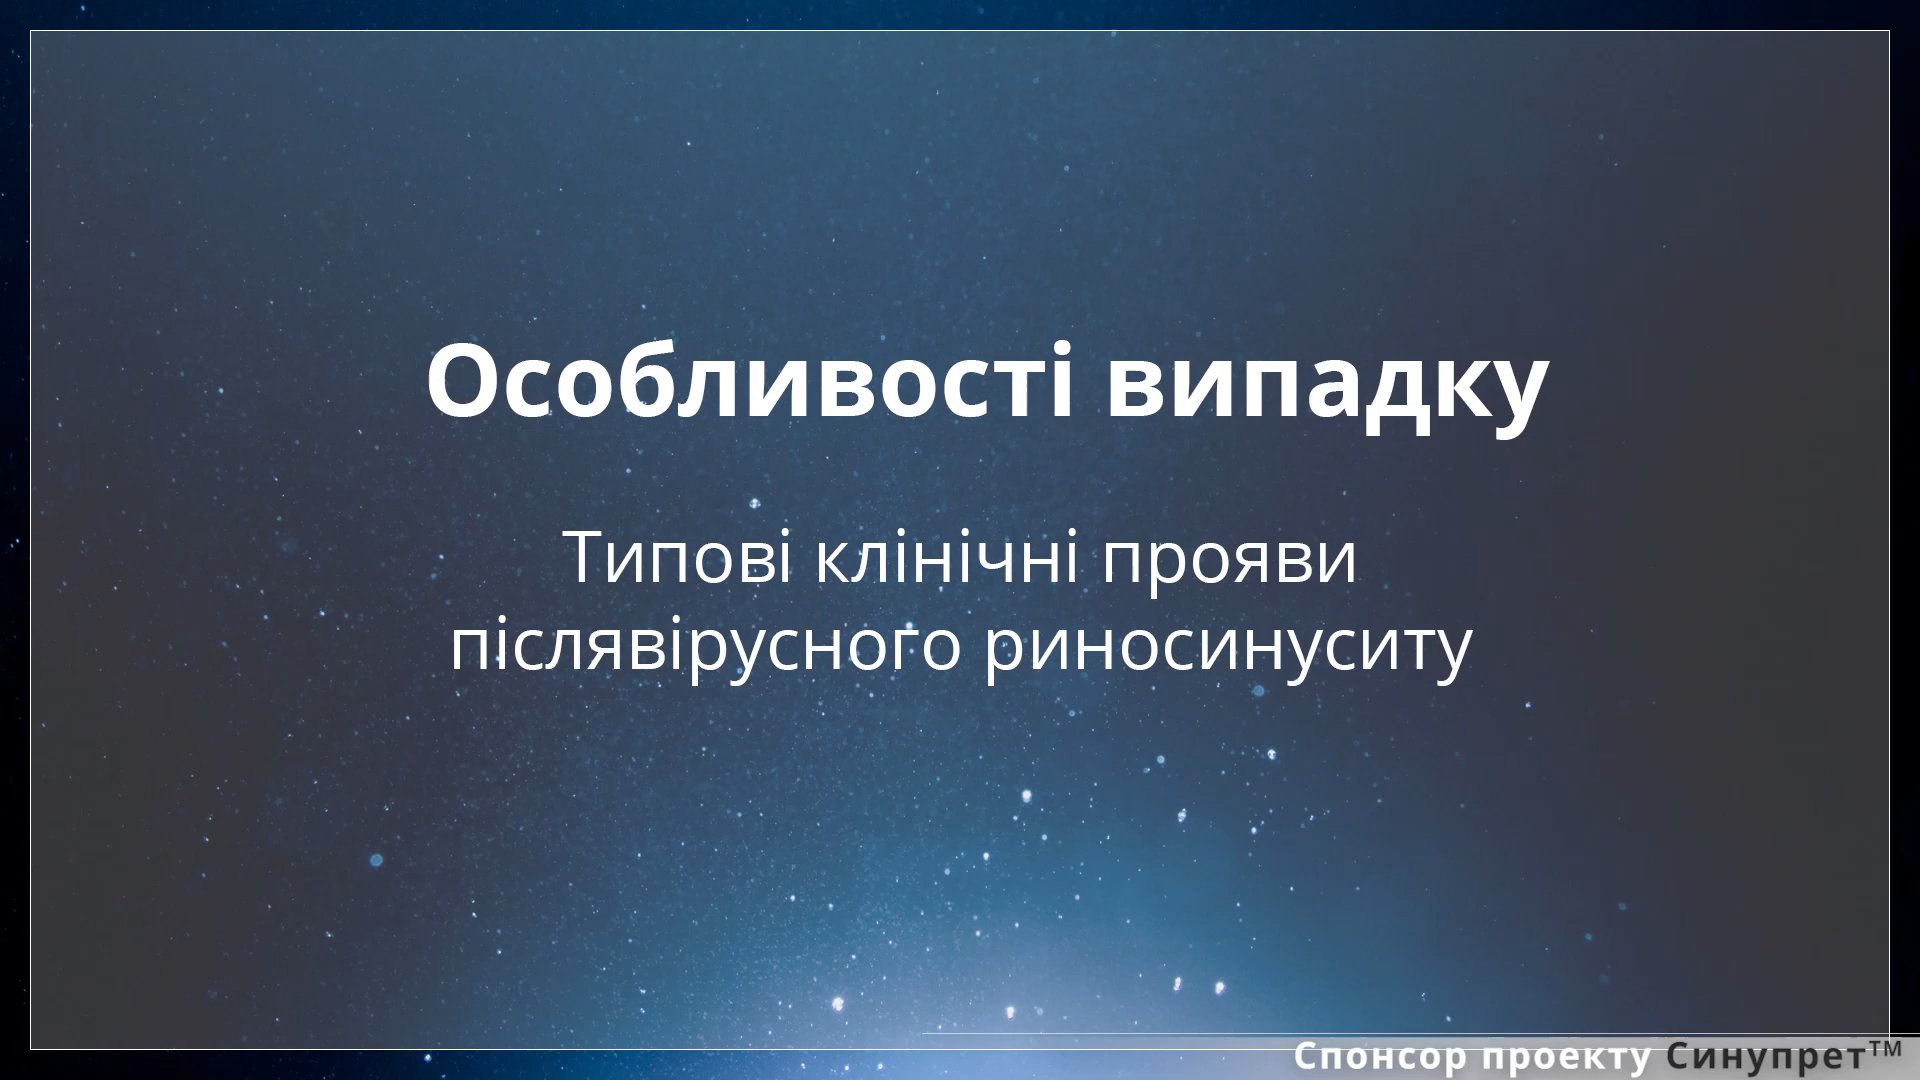 Особливості випадку
Типові клінічні прояви
післявірусного риносинуситу
Спонсор проекту Синупрет™